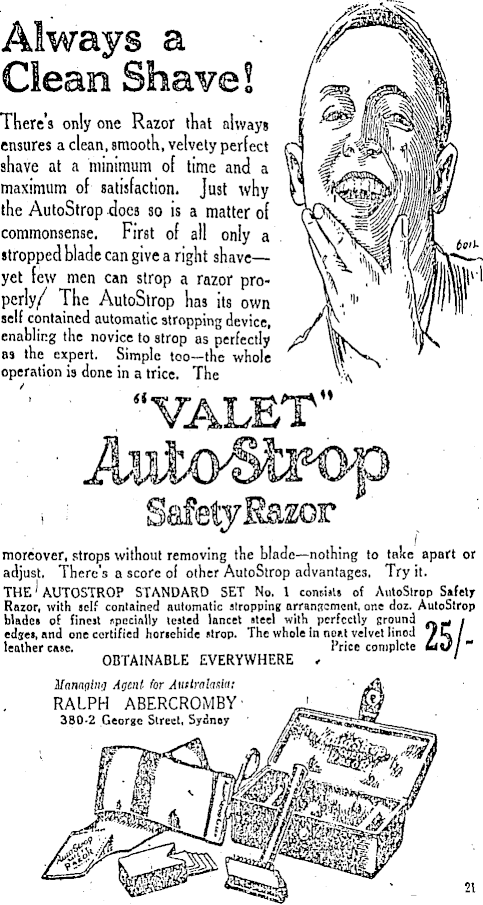 Always a
Clean Shave!
There's only one Razor that always
ensures a clean, smooth, velvety perfect
shave at a minimum of time and a
maximum of satisfaction. Just why
the AutoStrop does so is a matter of
commonsense. First of all only a
stropped blade can give a right shave—
yet few men can strop a razor pro-
perly! The AutoStrop has its own
self contained automatic stropping device,
enabling the novice to strop as perfectly
as the expert. Simple too—the whole
operation is done in a trice. The
"VALET"
AutoStrop
Safety Razor
moreover, strops without removing the blade—nothing to take apart or
adjust. There's a score of other AutoStrop advantages. Try it.
THE AUTOSTROP STANDARD SET No. 1 consists of AutoStrop Safety
Razor, with self contained automatic stropping arrangement, one doz. AutoStrop
blades of finest specially tested lancet steel with perfectly ground
edges, and one certified horsehide strop. The whole in neat velvet lined
leather case. Price complete 25/-
OBTAINABLE EVERYWHERE
Managing Agent for Australasia:
RALPH ABERCROMBY
380-2 George Street, Sydney
AutoStrop
21